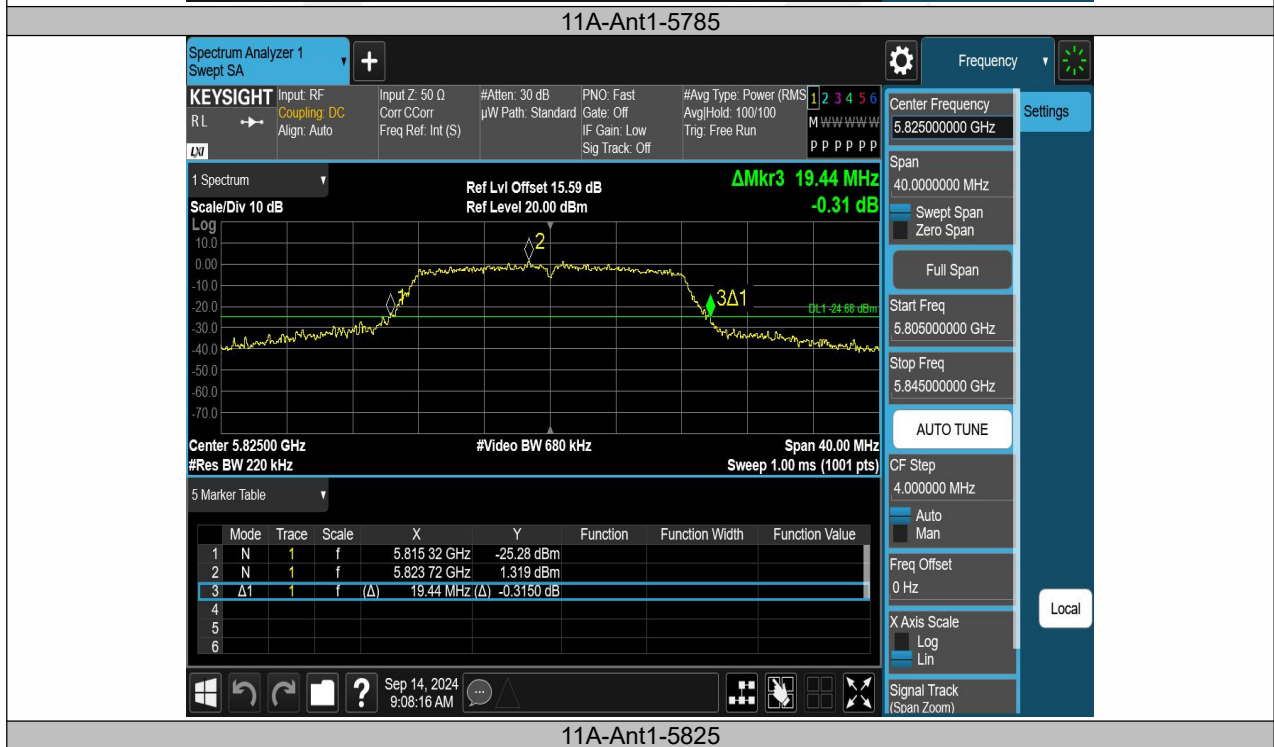 11A-Ant1-5785
Spectrum Analyzer 1
Swept SA
+
Frequency
KEYSIGHT
RL
LXI
Input: RF
Coupling: DC
Align: Auto
Input Z: 50 Ω
Corr CCorr
Freq Ref: Int (S)
#Atten: 30 dB
µW Path: Standard
PNO: Fast
Gate: Off
IF Gain: Low
Sig Track: Off
#Avg Type: Power (RMS
Avg|Hold: 100/100
Trig: Free Run
1 2 3 4 5 6
M W W W W W
P P P P P P
1 Spectrum
Scale/Div 10 dB
Ref Lvl Offset 15.59 dB
Ref Level 20.00 dBm
ΔMkr3 19.44 MHz
-0.31 dB
Log
10.0
0.00
-10.0
-20.0
-30.0
-40.0
-50.0
-60.0
-70.0
2
1
3Δ1
DL1 -24.68 dBm
Center 5.82500 GHz
#Video BW 680 kHz
Span 40.00 MHz
#Res BW 220 kHz
Sweep 1.00 ms (1001 pts)
5 Marker Table
Mode Trace Scale X Y Function Function Width Function Value
1 N 1 f 5.815 32 GHz -25.28 dBm
2 N 1 f 5.823 72 GHz 1.319 dBm
3 Δ1 1 f (Δ) 19.44 MHz (Δ) -0.3150 dB
4
5
6
?
Sep 14, 2024
9:08:16 AM
Center Frequency
5.825000000 GHz
Settings
Span
40.0000000 MHz
Swept Span
Zero Span
Full Span
Start Freq
5.805000000 GHz
Stop Freq
5.845000000 GHz
AUTO TUNE
CF Step
4.000000 MHz
Auto
Man
Freq Offset
0 Hz
Local
X Axis Scale
Log
Lin
Signal Track
(Span Zoom)
11A-Ant1-5825